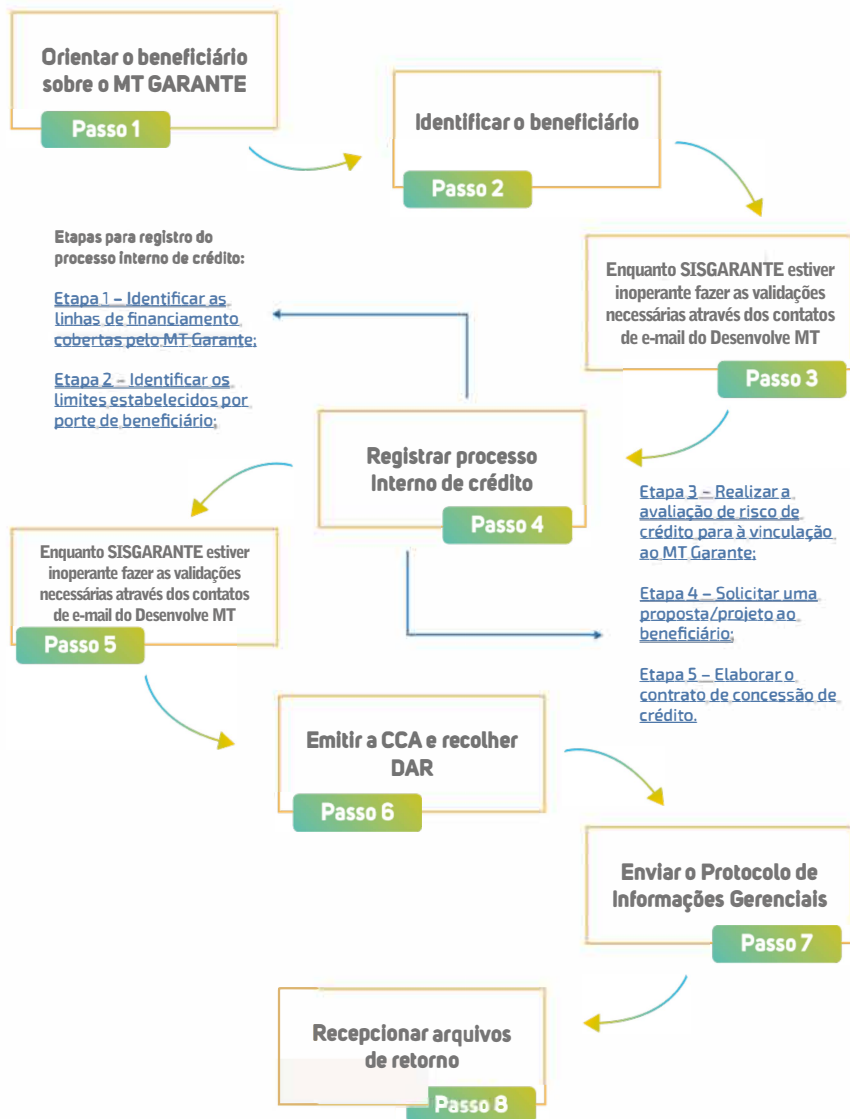 Orientar o beneficiário
sobre o MT GARANTE
Passo 1
Identificar o beneficiário
Passo 2
Enquanto SISGARANTE estiver
inoperante fazer as validações
necessárias através dos contatos
de e-mail do Desenvolve MT
Passo 3
Etapas para registro do
processo interno de crédito:
Etapa 1 – Identificar as
linhas de financiamento
cobertas pelo MT Garante;
Etapa 2 – Identificar os
limites estabelecidos por
porte de beneficiário;
Registrar processo
Interno de crédito
Passo 4
Etapa 3 – Realizar a
avaliação de risco de
crédito para à vinculação
ao MT Garante;
Etapa 4 – Solicitar uma
proposta/projeto ao
beneficiário;
Etapa 5 – Elaborar o
contrato de concessão de
crédito.
Enquanto SISGARANTE estiver
inoperante fazer as validações
necessárias através dos contatos
de e-mail do Desenvolve MT
Passo 5
Emitir a CCA e recolher
DAR
Passo 6
Enviar o Protocolo de
Informações Gerenciais
Passo 7
Recepcionar arquivos
de retorno
Passo 8